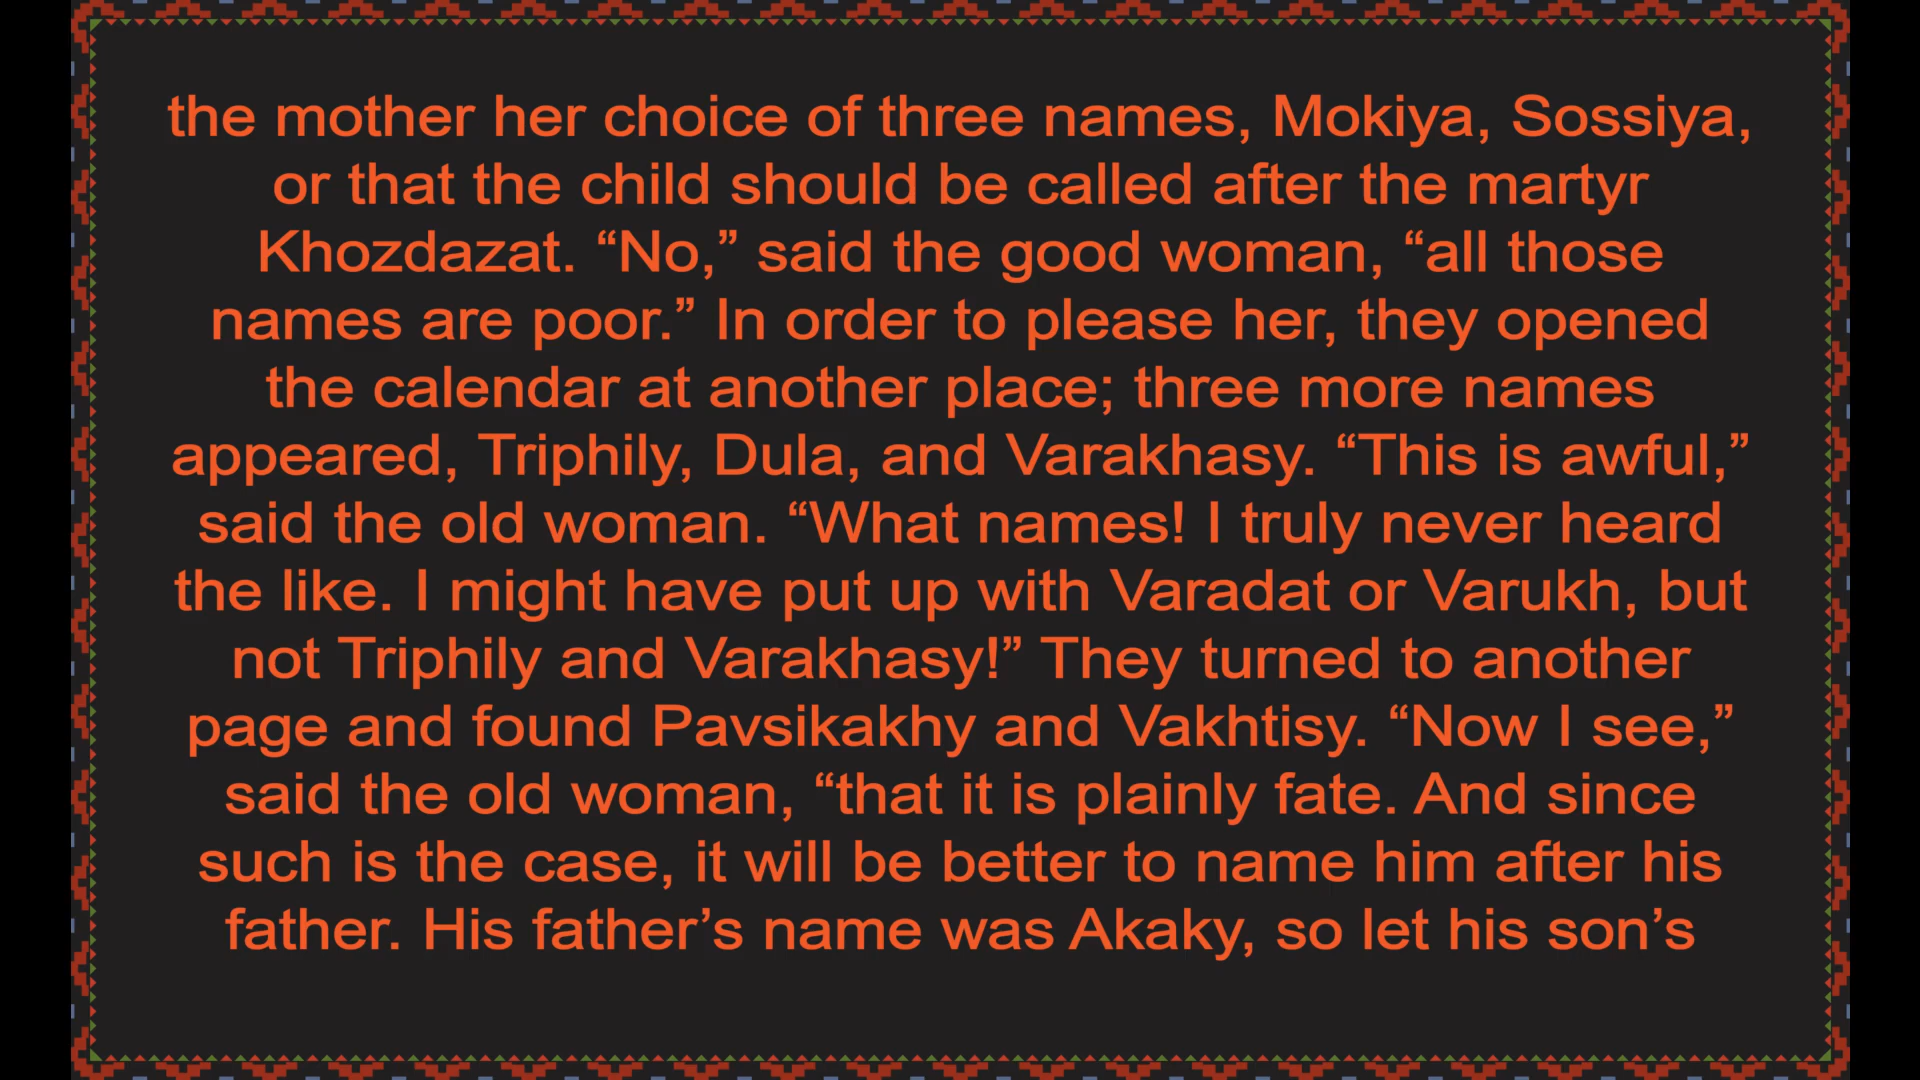 the mother her choice of three names, Mokiya, Sossiya,
or that the child should be called after the martyr
Khozdazat. “No,” said the good woman, “all those
names are poor.” In order to please her, they opened
the calendar at another place; three more names
appeared, Triphily, Dula, and Varakhasy. “This is awful,”
said the old woman. “What names! I truly never heard
the like. I might have put up with Varadat or Varukh, but
not Triphily and Varakhasy!” They turned to another
page and found Pavsikakhy and Vakhtisy. “Now I see,”
said the old woman, “that it is plainly fate. And since
such is the case, it will be better to name him after his
father. His father’s name was Akaky, so let his son’s